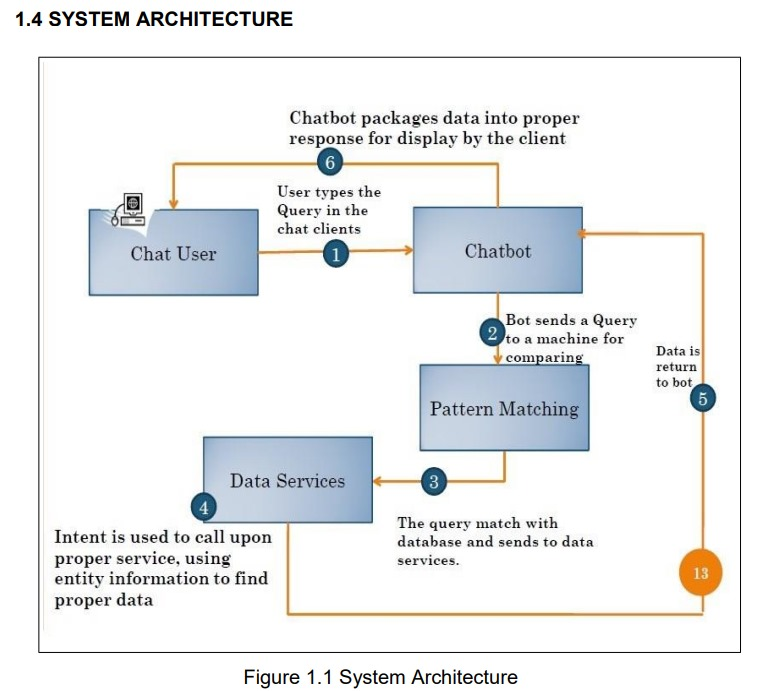 1.4 SYSTEM ARCHITECTURE
Chatbot packages data into proper
response for display by the client
6
User types the
Query in the
chat clients
1
Chat User
Chatbot
2
Bot sends a Query
to a machine for
comparing
Data is
return
to bot
5
Pattern Matching
Data Services
3
4
Intent is used to call upon
proper service, using
entity information to find
proper data
The query match with
database and sends to data
services.
13
Figure 1.1 System Architecture